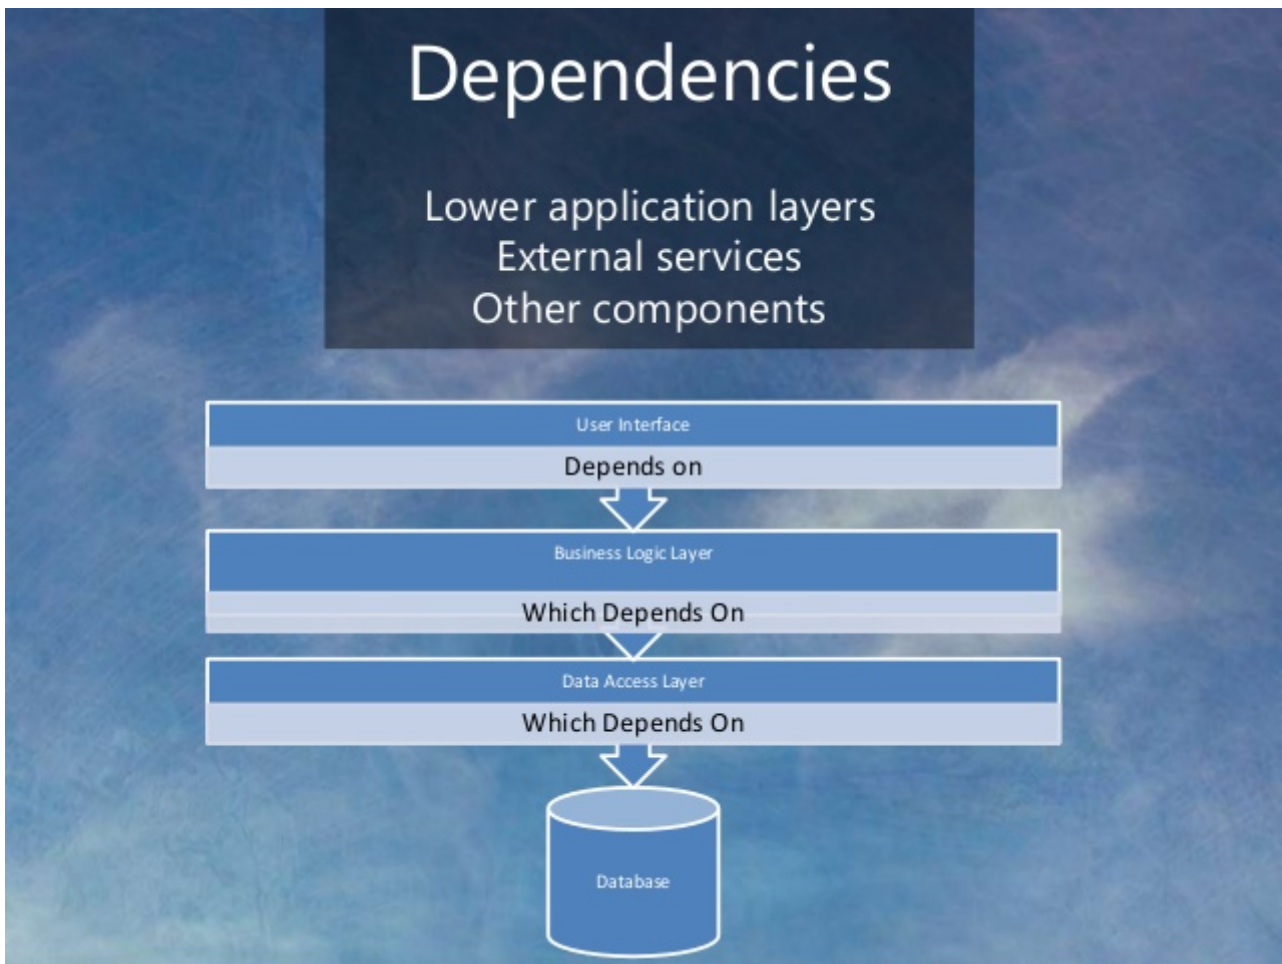 Dependencies
Lower application layers
External services
Other components
User Interface
Depends on
Business Logic Layer
Which Depends On
Data Access Layer
Which Depends On
Database